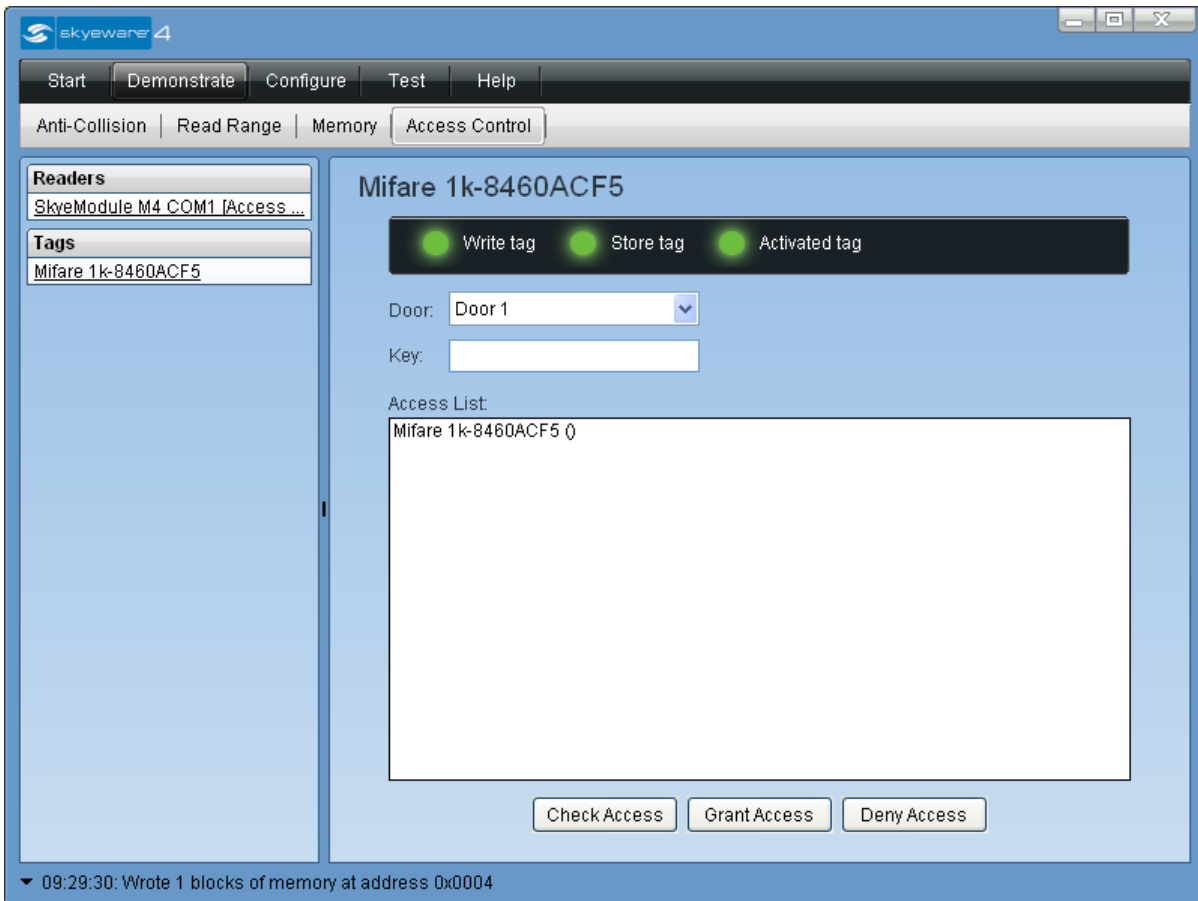 skyeware 4
Start Demonstrate Configure Test Help
Anti-Collision Read Range Memory Access Control
Readers
SkyeModule M4 COM1 [Access ...
Tags
Mifare 1k-8460ACF5
Mifare 1k-8460ACF5
Write tag Store tag Activated tag
Door: Door 1
Key:
Access List:
Mifare 1k-8460ACF5 ()
Check Access Grant Access Deny Access
09:29:30: Wrote 1 blocks of memory at address 0x0004